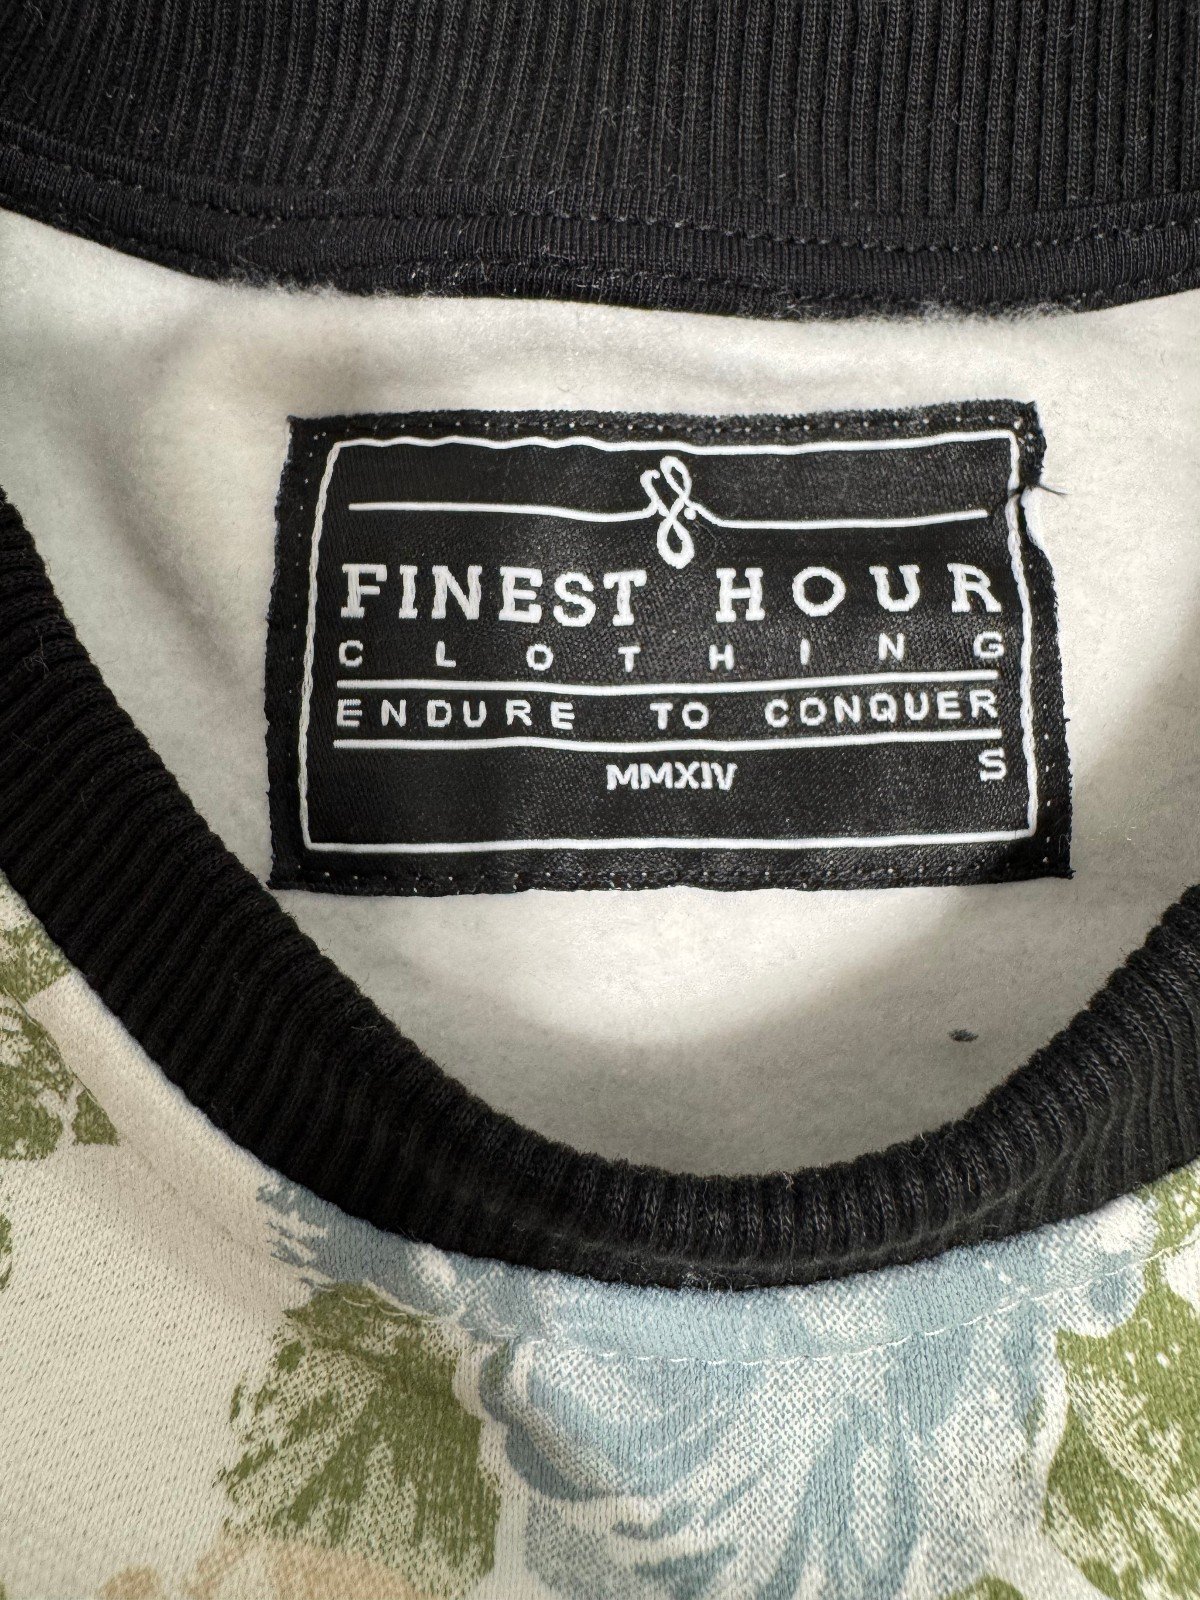 FINEST HOUR
CLOTHING
ENDURE TO CONQUER
S
MMXIV